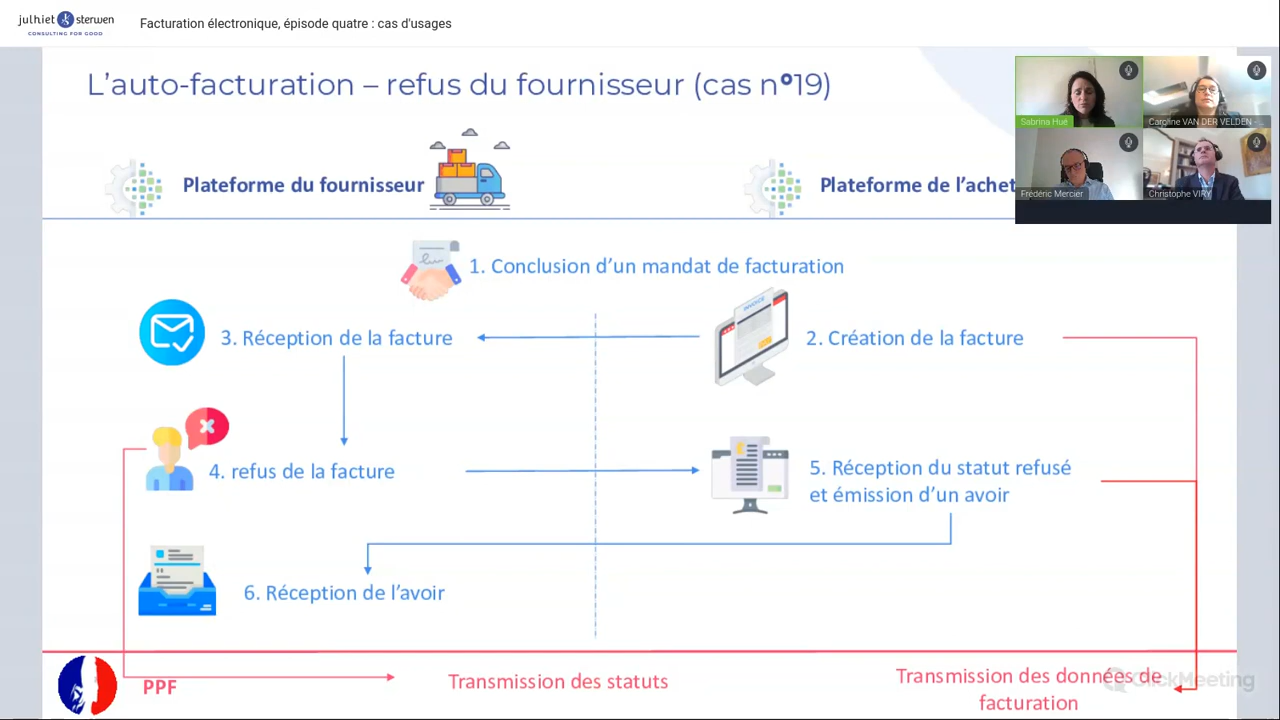 julhiet sterwen
CONSULTING FOR GOOD
Facturation électronique, épisode quatre : cas d'usages
L'auto-facturation – refus du fournisseur (cas n°19)
Sabrina Hué
Caroline VAN DER VELDEN - ...
Frédéric Mercier
Christophe VIRY
Plateforme du fournisseur
Plateforme de l'achet
1. Conclusion d'un mandat de facturation
INVOICE
3. Réception de la facture
2. Création de la facture
4. refus de la facture
5. Réception du statut refusé
et émission d'un avoir
6. Réception de l'avoir
PPF
Transmission des statuts
Transmission des données de
facturation
ClickMeeting